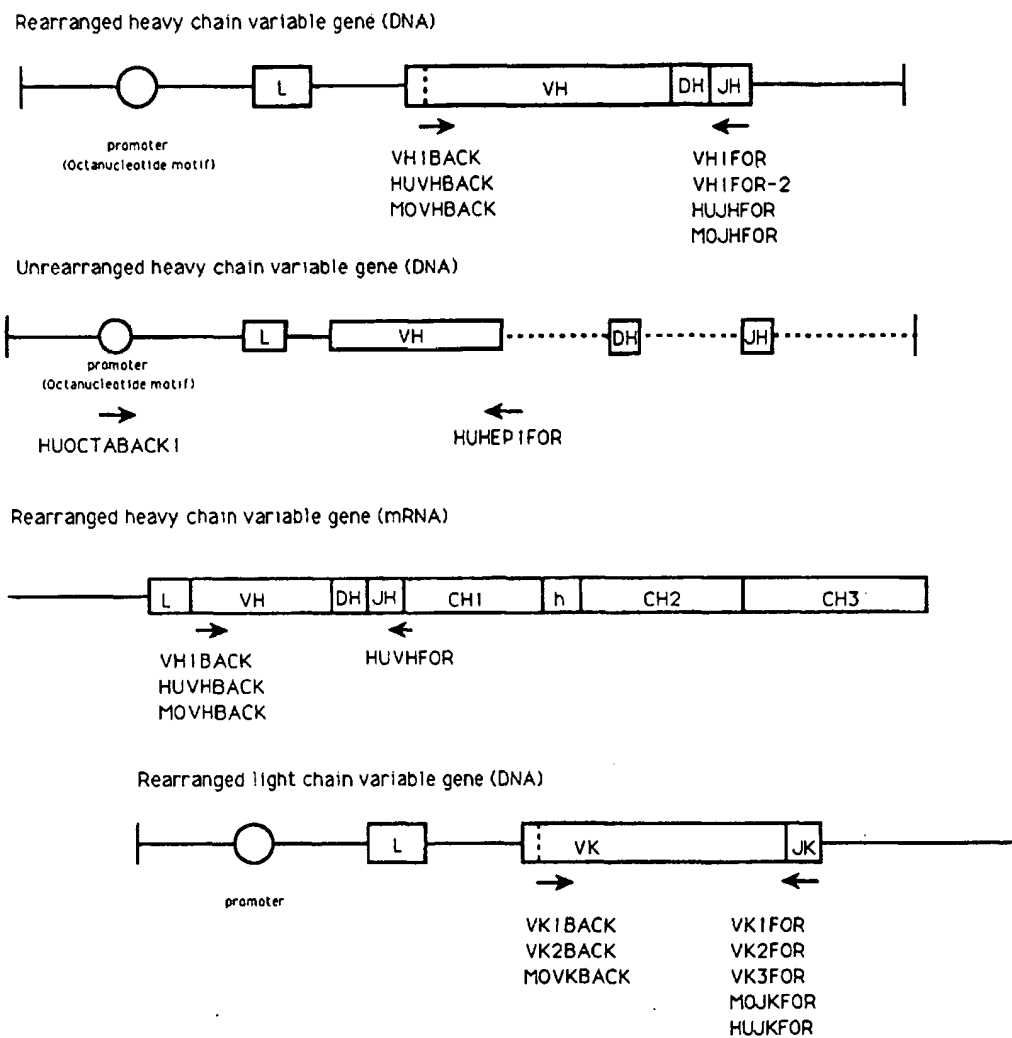 Rearranged heavy chain variable gene (DNA)
L
VH
DH
JH
promoter
(Octanucleotide motif)
VH1BACK
HUVHBACK
MOVHBACK
VH1FOR
VH1FOR-2
HUJHFOR
MOJHFOR
Unrearranged heavy chain variable gene (DNA)
L
VH
DH
JH
promoter
(Octanucleotide motif)
HUOCTABACK1
HUHEP1FOR
Rearranged heavy chain variable gene (mRNA)
L
VH
DH
JH
CH1
h
CH2
CH3
VH1BACK
HUVHBACK
MOVHBACK
HUVHFOR
Rearranged light chain variable gene (DNA)
L
VK
JK
promoter
VK1BACK
VK2BACK
MOVKBACK
VK1FOR
VK2FOR
VK3FOR
MOJKFOR
HUJKFOR